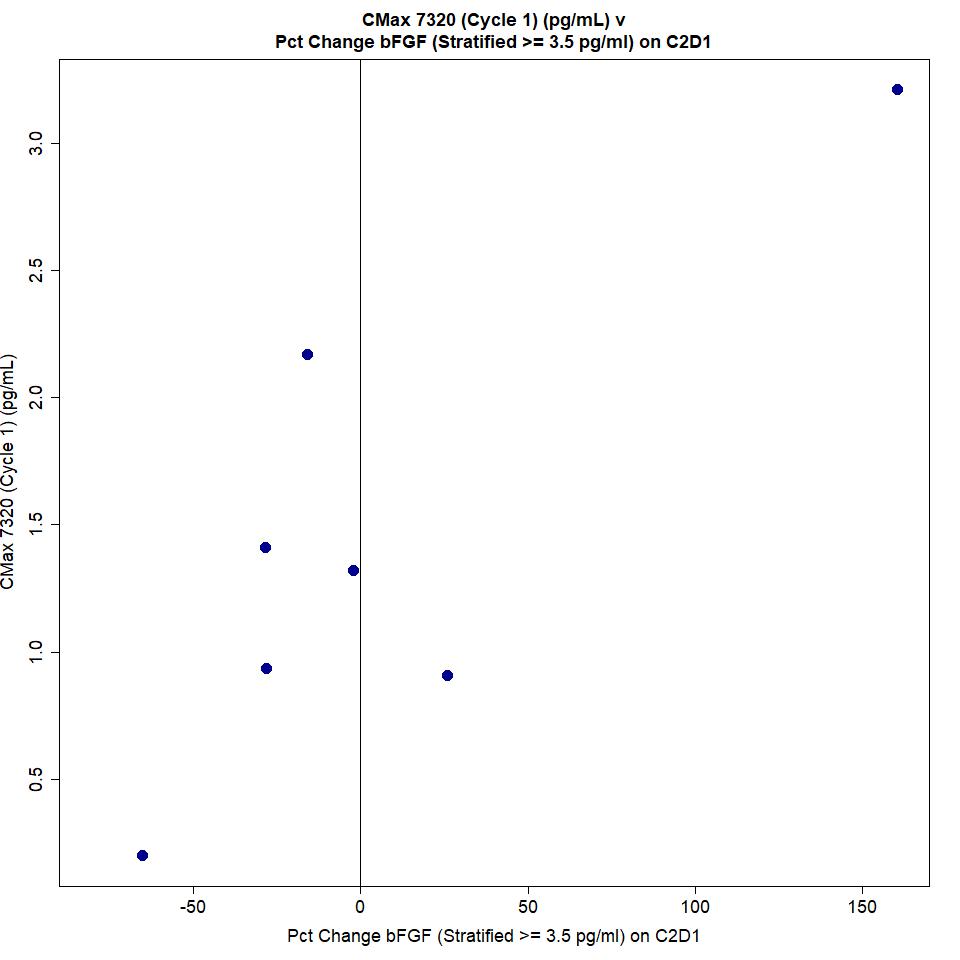 CMax 7320 (Cycle 1) (pg/mL) v
Pct Change bFGF (Stratified >= 3.5 pg/ml) on C2D1
CMax 7320 (Cycle 1) (pg/mL)
3.0
2.5
2.0
1.5
1.0
0.5
-50
0
50
100
150
Pct Change bFGF (Stratified >= 3.5 pg/ml) on C2D1